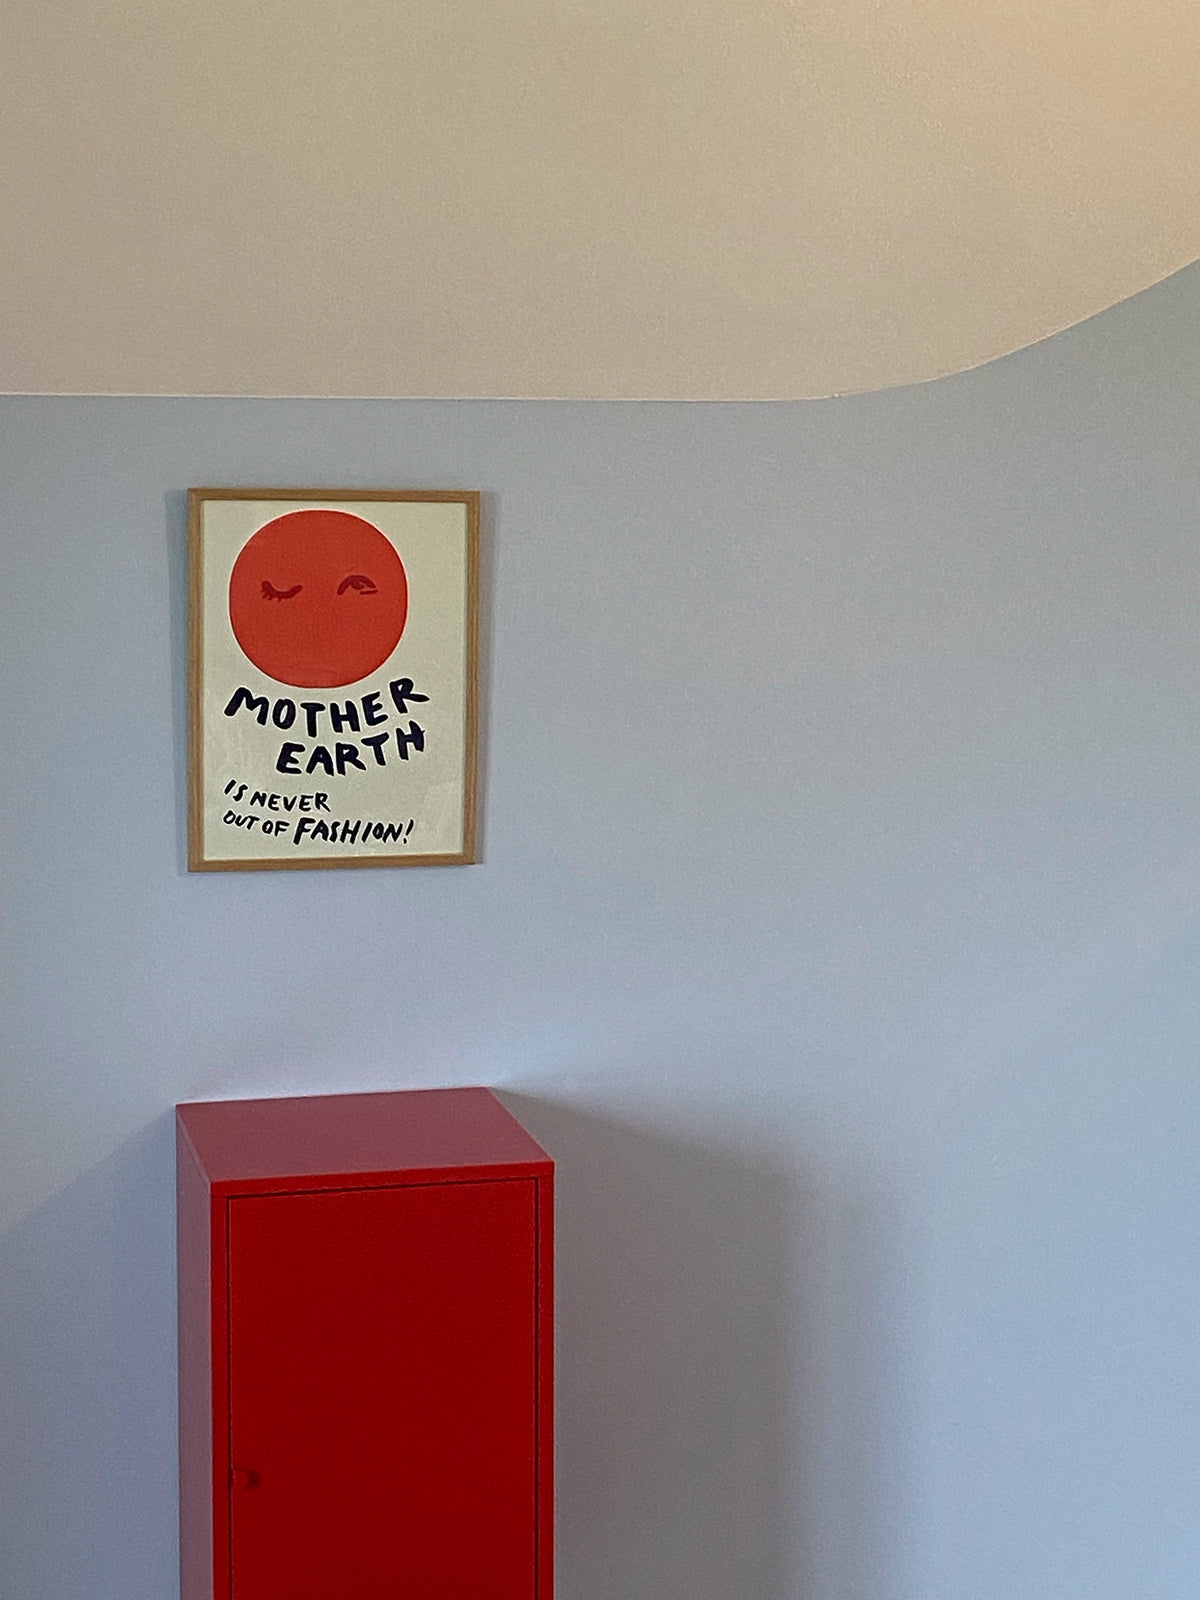 MOTHER
EARTH
IS NEVER
OUT OF FASHION!